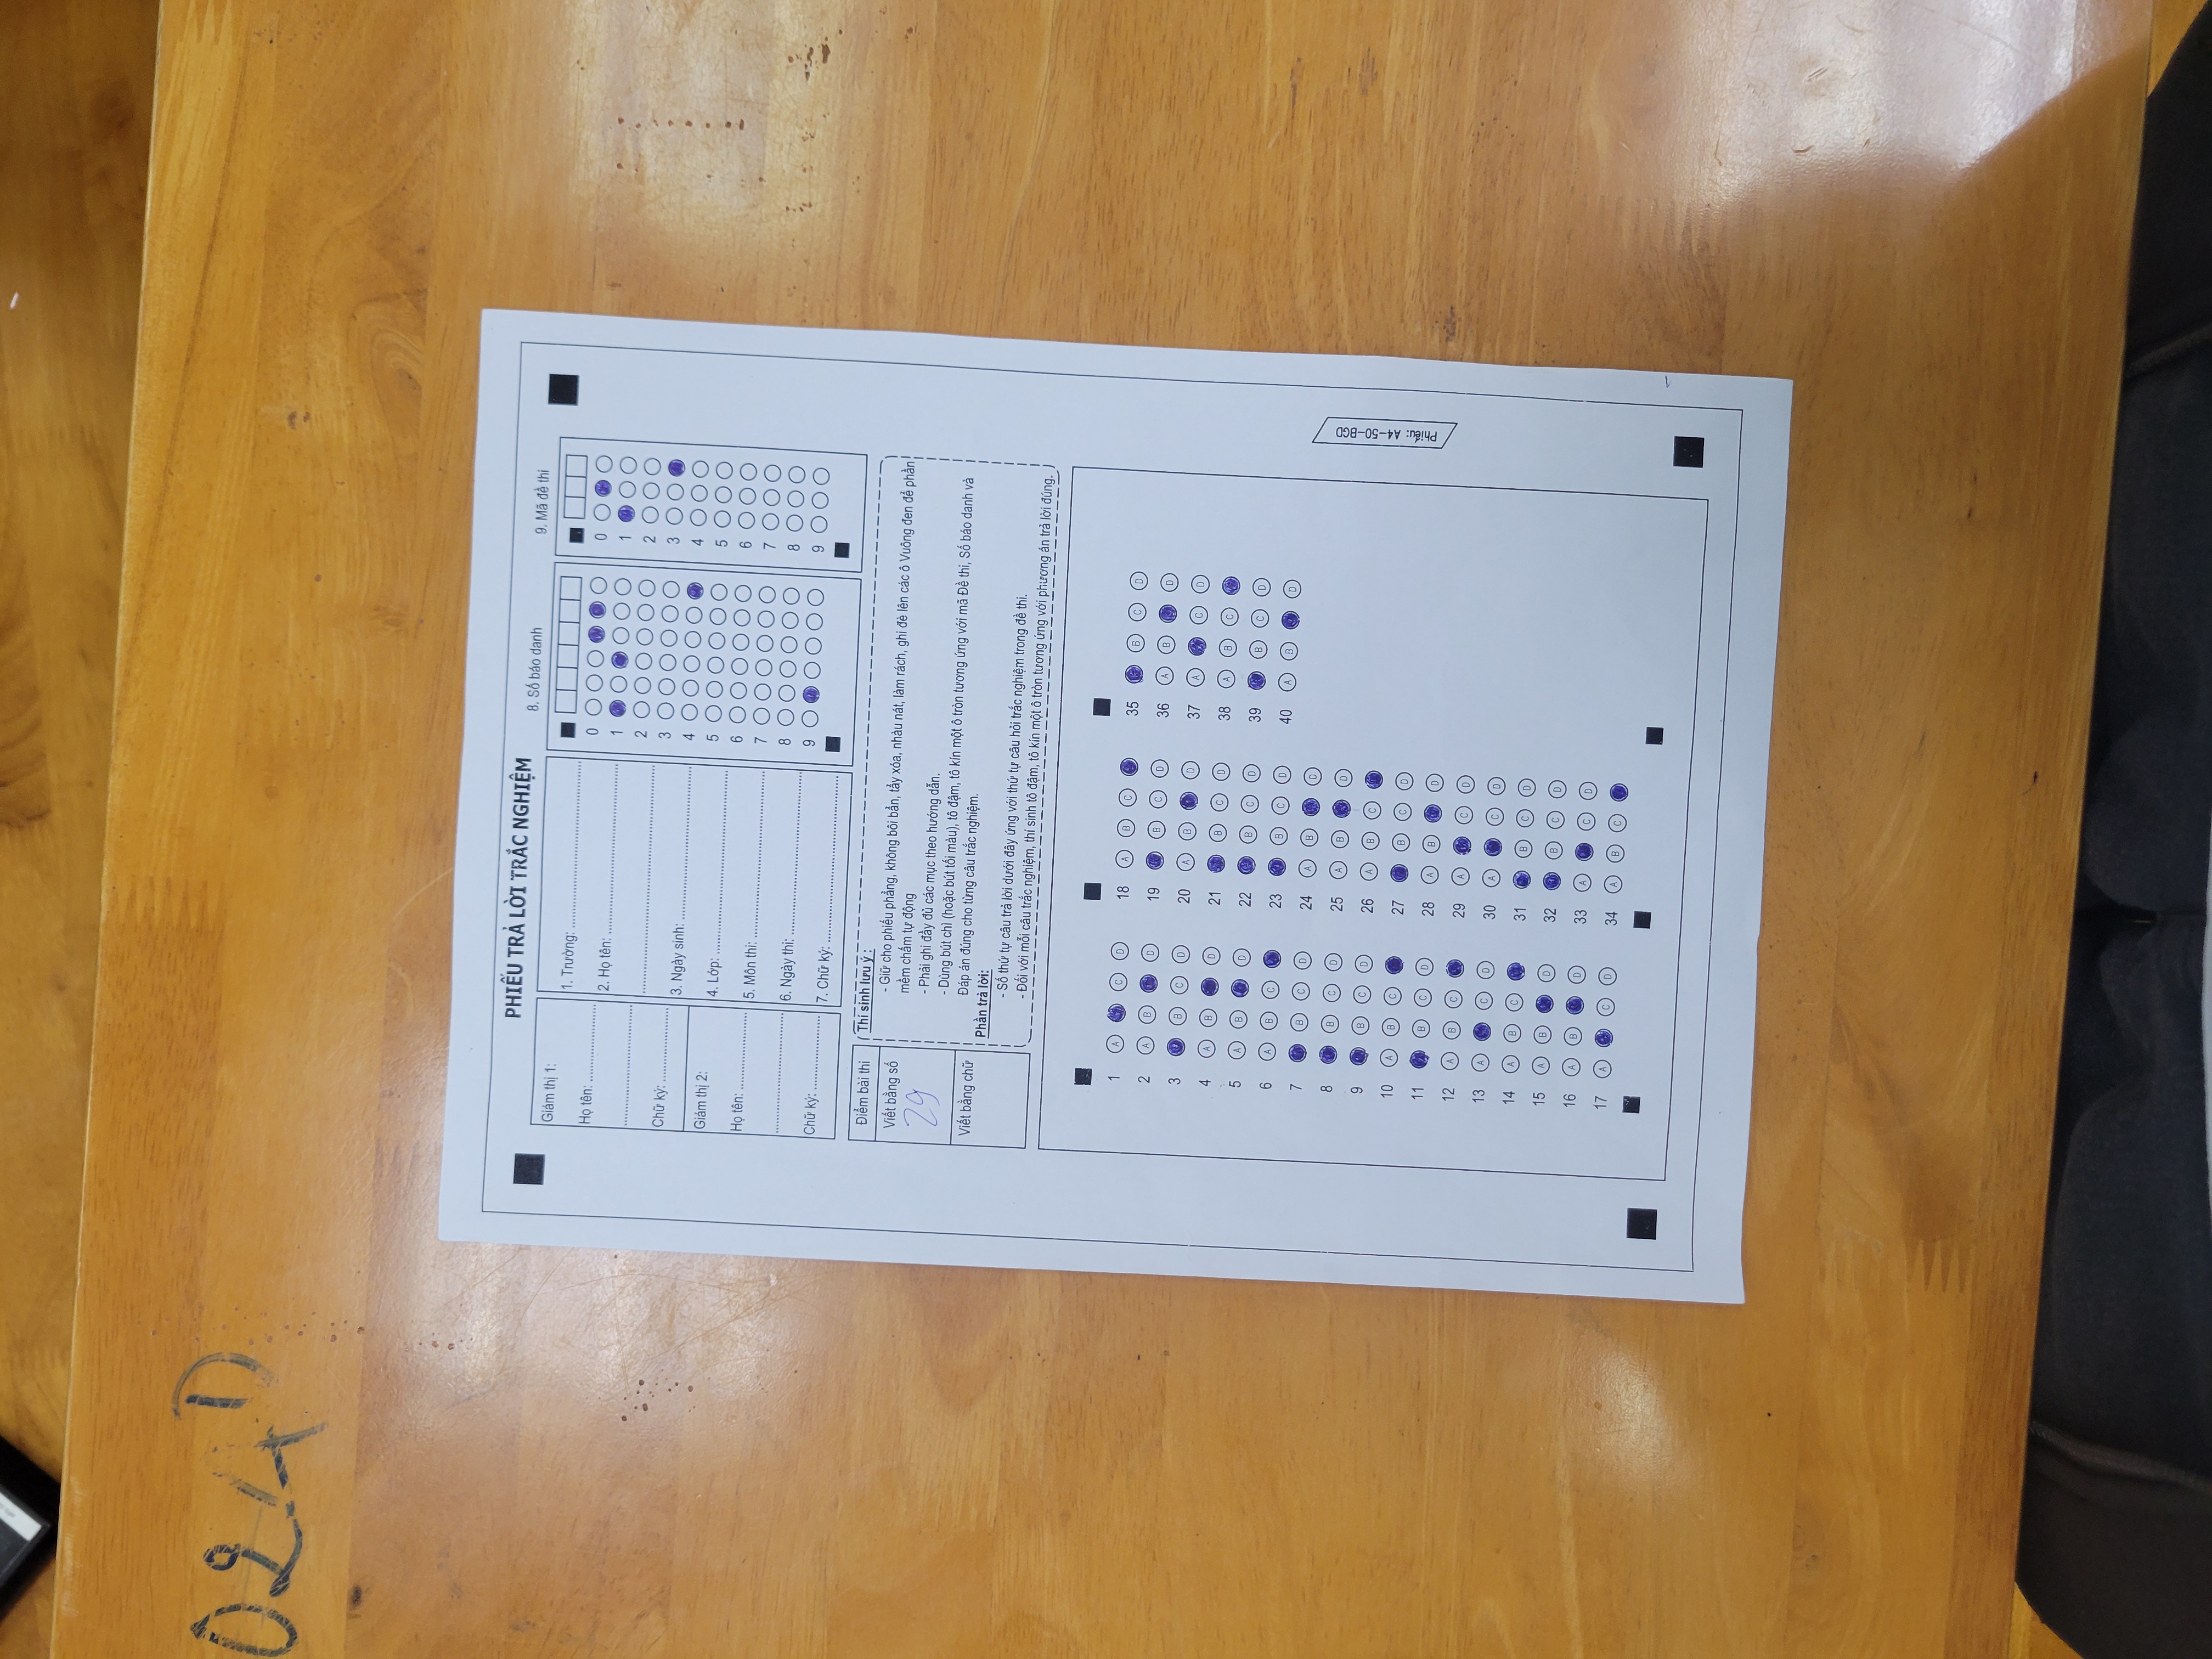 024D
PHIẾU TRẢ LỜI TRẮC NGHIỆM
Giám thị 1:
Họ tên:
Chữ ký:
Giám thị 2:
Họ tên:
Chữ ký:
1. Trường:
2. Họ tên:
3. Ngày sinh:
4. Lớp:
5. Môn thi:
6. Ngày thi:
7. Chữ ký:
8. Số báo danh
0
1
2
3
4
5
6
7
8
9
9. Mã đề thi
0
1
2
3
4
5
6
7
8
9
Điểm bài thi
Viết bằng số
29
Viết bằng chữ
Thí sinh lưu ý :
- Giữ cho phiếu phẳng, không bôi bẩn, tẩy xóa, nhàu nát, làm rách, ghi đè lên các ô Vuông đen để phần
mềm chấm tự động
- Phải ghi đầy đủ các mục theo hướng dẫn.
- Dùng bút chì (hoặc bút tối màu), tô đậm, tô kín một ô tròn tương ứng với mã Đề thi, Số báo danh và
Đáp án đúng cho từng câu trắc nghiệm.
Phần trả lời:
- Số thứ tự câu trả lời dưới đây ứng với thứ tự câu hỏi trắc nghiệm trong đề thi.
- Đối với mỗi câu trắc nghiệm, thí sinh tô đậm, tô kín một ô tròn tương ứng với phương án trả lời đúng.
1 A C D
2 A B D
3 B C D
4 A B D
5 A B D
6 A B C
7 B C D
8 B C D
9 B C D
10 A B C
11 B C D
12 A B C
13 A C D
14 A B C
15 A B D
16 A B D
17 A C D
18 A B C
19 B C D
20 A B D
21 B C D
22 B C D
23 B C D
24 A B D
25 A B D
26 A B C
27 B C D
28 A B D
29 A C D
30 A C D
31 B C D
32 B C D
33 A C D
34 A B C
35 B C D
36 A B D
37 A C D
38 A B C
39 B C D
40 A B D
Phiếu: A4-50-BGD